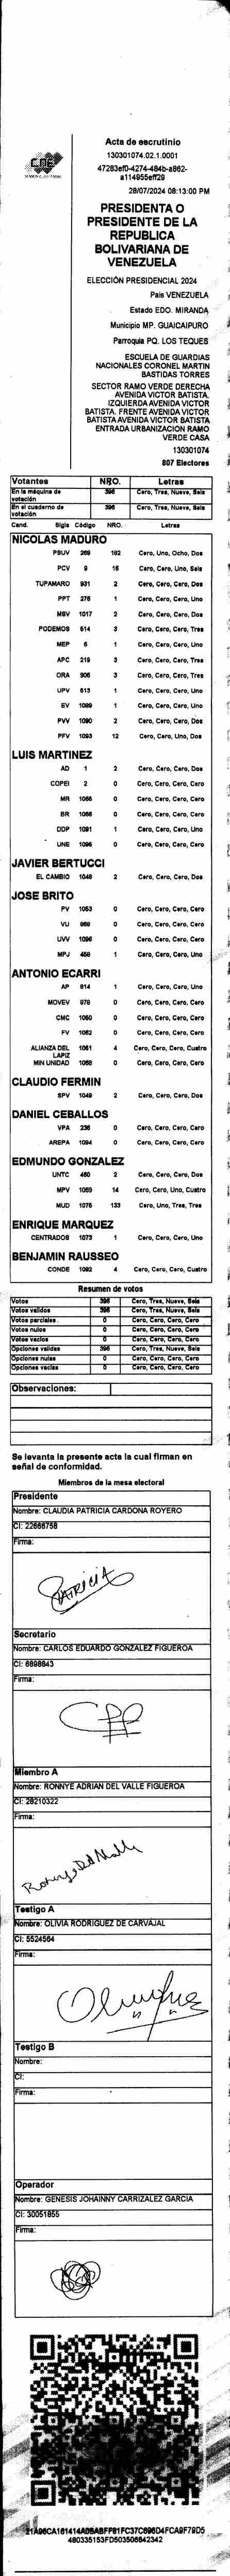 CNE
Acta de escrutinio
130301074.02.1.0001
47283ef0-4274-484b-a862-
a114955eff29
28/07/2024 08:13:00 PM
PRESIDENTA O
PRESIDENTE DE LA
REPUBLICA
BOLIVARIANA DE
VENEZUELA
ELECCIÓN PRESIDENCIAL 2024
Pais VENEZUELA
Estado EDO. MIRANDA
Municipio MP. GUAICAIPURO
Parroquia PQ. LOS TEQUES
ESCUELA DE GUARDIAS
NACIONALES CORONEL MARTIN
BASTIDAS TORRES
SECTOR RAMO VERDE DERECHA
AVENIDA VICTOR BATISTA.
IZQUIERDA AVENIDA VICTOR
BATISTA. FRENTE AVENIDA VICTOR
BATISTA AVENIDA VICTOR BATISTA
ENTRADA URBANIZACION RAMO
VERDE CASA
130301074
807 Electores
Votantes NRO. Letras
En la máquina de votación 396 Cero, Tres, Nueve, Seis
En el cuaderno de votación 396 Cero, Tres, Nueve, Seis
Cand. Sigla Código NRO. Letras
NICOLAS MADURO
PSUV 269 182 Cero, Uno, Ocho, Dos
PCV 9 16 Cero, Cero, Uno, Seis
TUPAMARO 931 2 Cero, Cero, Cero, Dos
PPT 276 1 Cero, Cero, Cero, Uno
MSV 1017 2 Cero, Cero, Cero, Dos
PODEMOS 514 3 Cero, Cero, Cero, Tres
MEP 6 1 Cero, Cero, Cero, Uno
APC 219 3 Cero, Cero, Cero, Tres
ORA 906 3 Cero, Cero, Cero, Tres
UPV 613 1 Cero, Cero, Cero, Uno
EV 1089 1 Cero, Cero, Cero, Uno
PVV 1090 2 Cero, Cero, Cero, Dos
PFV 1093 12 Cero, Cero, Uno, Dos
LUIS MARTINEZ
AD 1 2 Cero, Cero, Cero, Dos
COPEI 2 0 Cero, Cero, Cero, Cero
MR 1066 0 Cero, Cero, Cero, Cero
BR 1068 0 Cero, Cero, Cero, Cero
DDP 1091 1 Cero, Cero, Cero, Uno
UNE 1096 0 Cero, Cero, Cero, Cero
JAVIER BERTUCCI
EL CAMBIO 1048 2 Cero, Cero, Cero, Dos
JOSE BRITO
PV 1053 0 Cero, Cero, Cero, Cero
VU 969 0 Cero, Cero, Cero, Cero
UVV 1096 0 Cero, Cero, Cero, Cero
MPJ 458 1 Cero, Cero, Cero, Uno
ANTONIO ECARRI
AP 814 1 Cero, Cero, Cero, Uno
MOVEV 978 0 Cero, Cero, Cero, Cero
CMC 1050 0 Cero, Cero, Cero, Cero
FV 1062 0 Cero, Cero, Cero, Cero
ALIANZA DEL LAPIZ 1051 4 Cero, Cero, Cero, Cuatro
MIN UNIDAD 1068 0 Cero, Cero, Cero, Cero
CLAUDIO FERMIN
SPV 1049 2 Cero, Cero, Cero, Dos
DANIEL CEBALLOS
VPA 236 0 Cero, Cero, Cero, Cero
AREPA 1094 0 Cero, Cero, Cero, Cero
EDMUNDO GONZALEZ
UNTC 450 2 Cero, Cero, Cero, Dos
MPV 1069 14 Cero, Cero, Uno, Cuatro
MUD 1076 133 Cero, Uno, Tres, Tres
ENRIQUE MARQUEZ
CENTRADOS 1073 1 Cero, Cero, Cero, Uno
BENJAMIN RAUSSEO
CONDE 1092 4 Cero, Cero, Cero, Cuatro
Resumen de votos
Votos 396 Cero, Tres, Nueve, Seis
Votos validos 396 Cero, Tres, Nueve, Seis
Votos parciales. 0 Cero, Cero, Cero, Cero
Votos nulos 0 Cero, Cero, Cero, Cero
Votos vacios 0 Cero, Cero, Cero, Cero
Opciones validas 396 Cero, Tres, Nueve, Seis
Opciones nulas 0 Cero, Cero, Cero, Cero
Opciones vacias 0 Cero, Cero, Cero, Cero
Observaciones:
Se levanta la presente acta la cual firman en
señal de conformidad.
Miembros de la mesa electoral
Presidente
Nombre: CLAUDIA PATRICIA CARDONA ROYERO
CI: 22666758
Firma:
PATRICIA
Secretario
Nombre: CARLOS EDUARDO GONZALEZ FIGUEROA
CI: 6898843
Firma:
Miembro A
Nombre: RONNYE ADRIAN DEL VALLE FIGUEROA
CI: 28210322
Firma:
Testigo A
Nombre: OLIVIA RODRIGUEZ DE CARVAJAL
CI: 5524564
Firma:
Testigo B
Nombre:
CI:
Firma:
Operador
Nombre: GENESIS JOHAINNY CARRIZALEZ GARCIA
CI: 30051855
Firma: